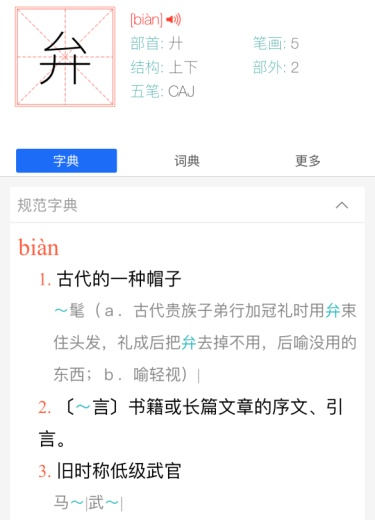 弁
[biàn]
部首: 廾 笔画: 5
结构: 上下 部外: 2
五笔: CAJ
字典 词典 更多
规范字典
biàn
1. 古代的一种帽子
～髦（a．古代贵族子弟行加冠礼时用弁束
住头发，礼成后把弁去掉不用，后喻没用的
东西；b．喻轻视）|
2. 〔～言〕书籍或长篇文章的序文、引
言。
3. 旧时称低级武官
马～|武～|